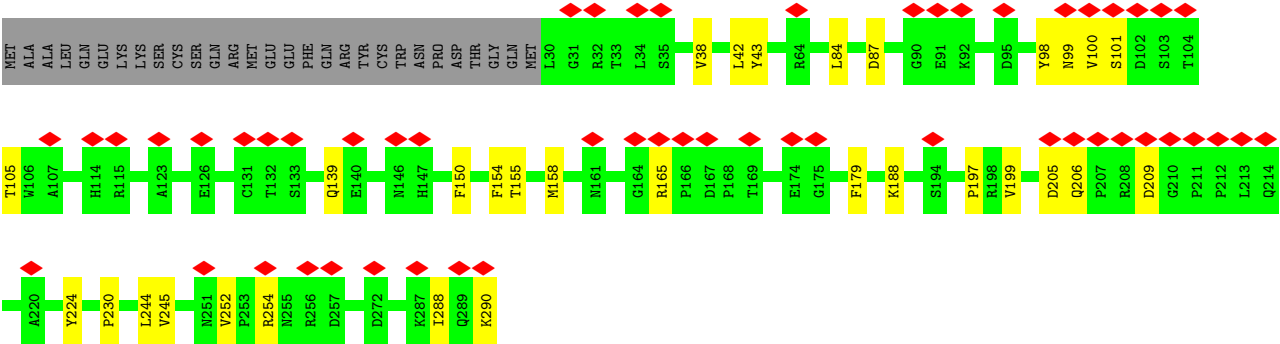 MET ALA ALA LEU GLN GLU GLU LYS LYS SER CYS SER GLN ARG MET GLU GLU PHE GLN ARG TYR CYS TRP ASN PRO ASP THR GLY GLN MET L30 G31 R32 T33 L34 S35 V38 L42 Y43 R64 L84 D87 G90 E91 K92 D95 Y98 N99 V100 S101 D102 S103 T104
T105 W106 A107 H114 R115 A123 E126 C131 T132 S133 Q139 E140 N146 H147 F150 F154 T155 M158 N161 G164 R165 P166 D167 P168 T169 E174 G175 F179 K188 S194 P197 R198 V199 D205 Q206 P207 R208 D209 G210 P211 P212 L213 Q214
A220 Y224 P230 L244 V245 N251 V252 P253 R254 N255 R256 D257 D272 K287 I288 Q289 K290